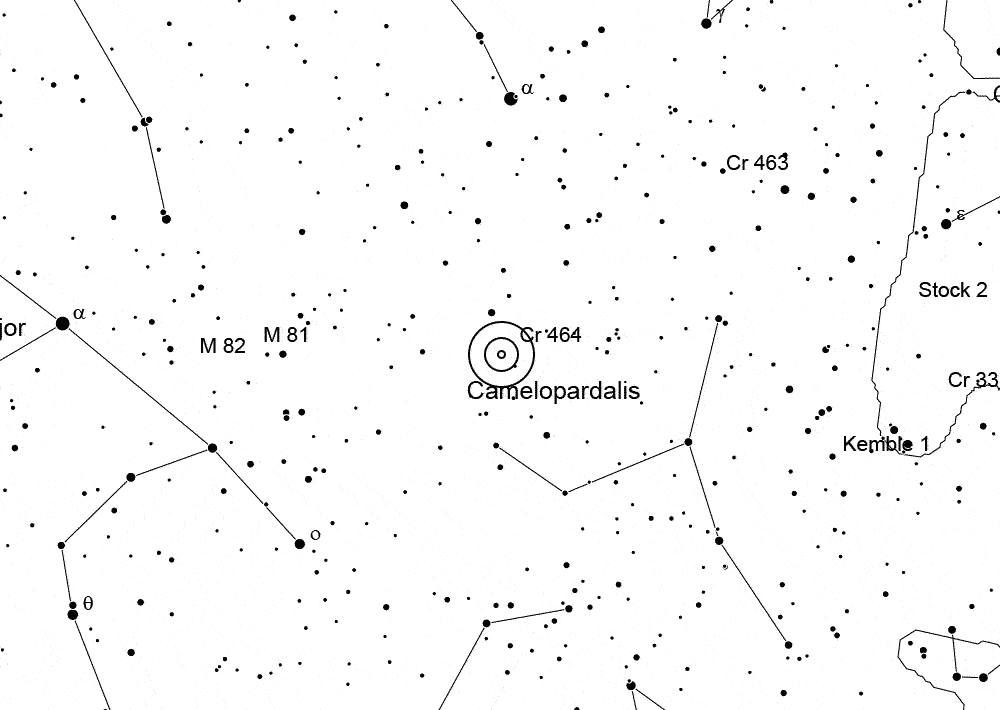 γ
α
C
Cr 463
ε
Stock 2
α
jor
M 82
M 81
Cr 464
Camelopardalis
Cr 33
Kemble 1
ο
θ